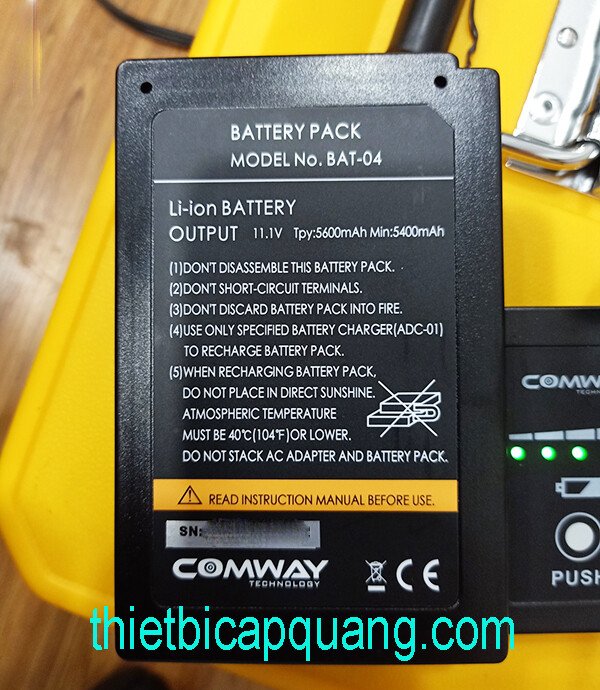 BATTERY PACK
MODEL No. BAT-04
Li-ion BATTERY
OUTPUT 11.1V Tpy:5600mAh Min:5400mAh
(1)DON'T DISASSEMBLE THIS BATTERY PACK.
(2)DON'T SHORT-CIRCUIT TERMINALS.
(3)DON'T DISCARD BATTERY PACK INTO FIRE.
(4)USE ONLY SPECIFIED BATTERY CHARGER(ADC-01)
TO RECHARGE BATTERY PACK.
(5)WHEN RECHARGING BATTERY PACK,
DO NOT PLACE IN DIRECT SUNSHINE.
ATMOSPHERIC TEMPERATURE
MUST BE 40℃(104℉)OR LOWER.
DO NOT STACK AC ADAPTER AND BATTERY PACK.
READ INSTRUCTION MANUAL BEFORE USE.
SN:
COMWAY
TECHNOLOGY
CE
COMWA
TECHNO
PUSH
thietbicapquang.com